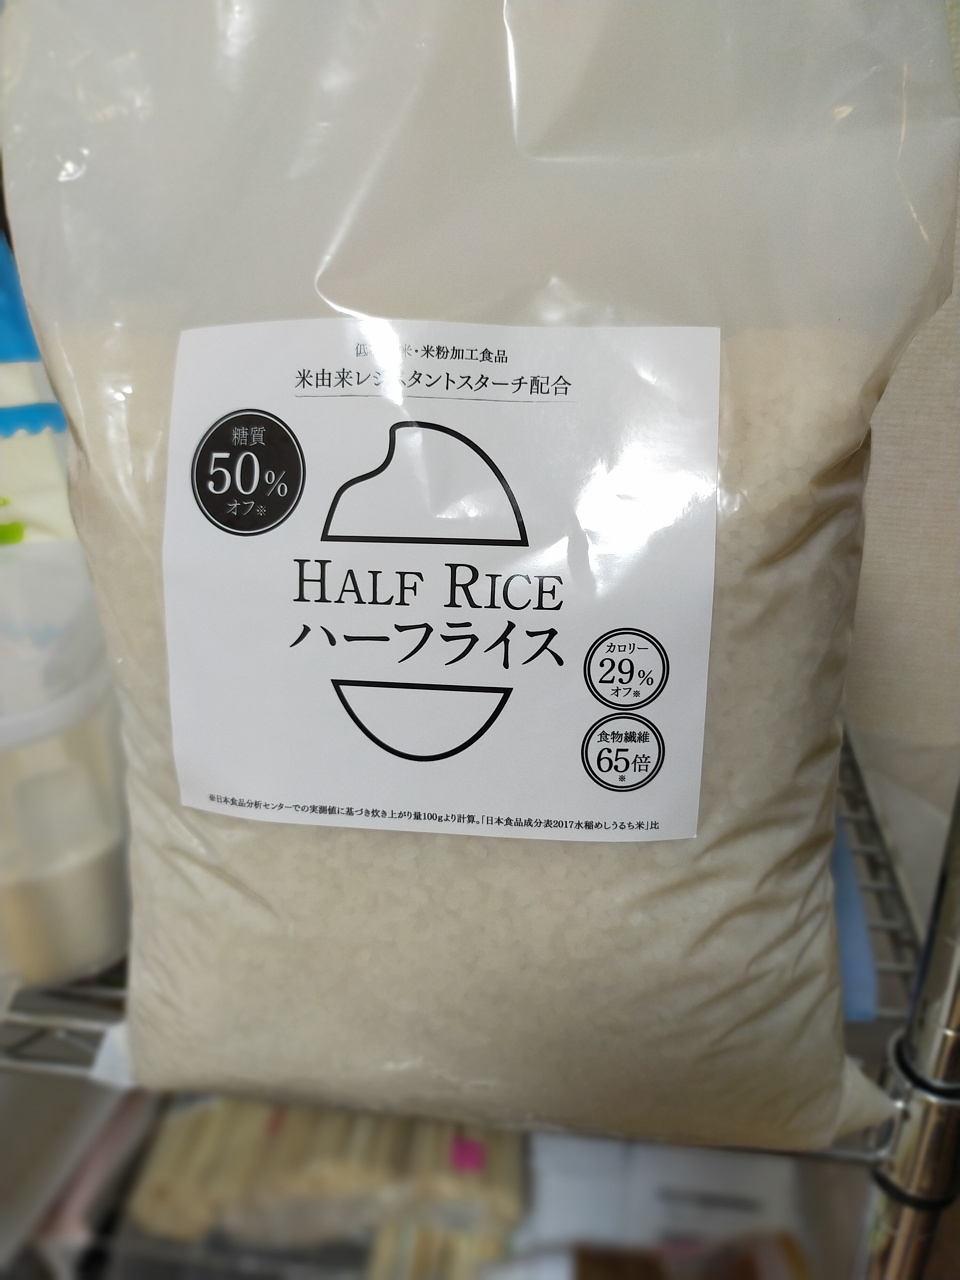 米・米粉加工食品
米由来レジスタントスターチ配合
糖質
50%
オフ※
HALF RICE
ハーフライス
カロリー
29%
オフ※
食物繊維
65倍
※
※日本食品分析センターでの実測値に基づき炊き上がり量100gより計算。「日本食品成分表2017水稲めしうるち米」比